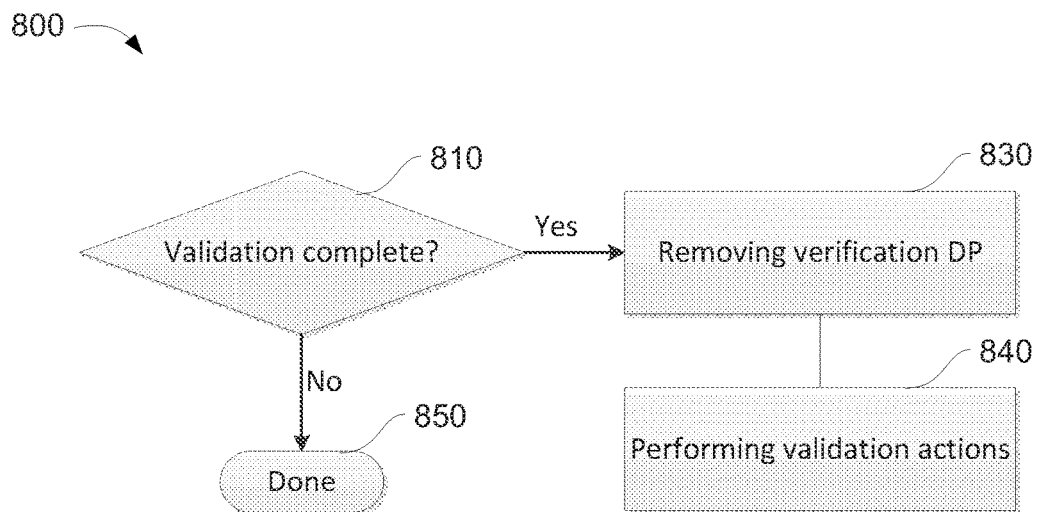 800
810
830
Validation complete?
Yes
Removing verification DP
840
No
850
Performing validation actions
Done